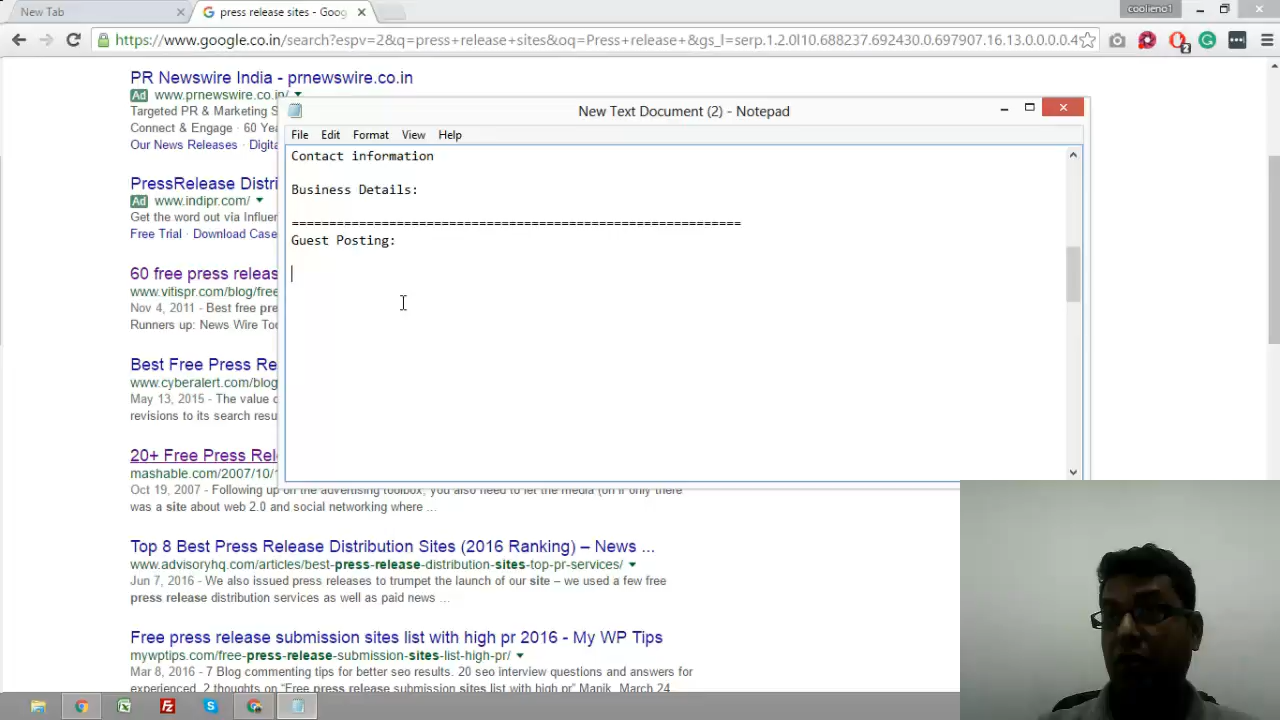 New Tab
press release sites - Goog
coolieno1
https://www.google.co.in/search?espv=2&q=press+release+sites&oq=Press+release+&gs_l=serp.1.2.0l10.688237.692430.0.697907.16.13.0.0.0.0.4
2
PR Newswire India - prnewswire.co.in/
Ad www.prnewswire.co.in/
Targeted PR & Marketing S
Connect & Engage · 60 Yea
Our News Releases · Digita
PressRelease Distri
Ad www.indipr.com/
Get the word out via Influen
Free Trial · Download Case
60 free press releas
www.vitispr.com/blog/free
Nov 4, 2011 - Best free pre
Runners up: News Wire Too
Best Free Press Re
www.cyberalert.com/blog
May 13, 2015 - The value o
revisions to its search resu
20+ Free Press Rel
mashable.com/2007/10/
Oct 19, 2007 - Following up on the advertising toolbox, you also need to let the media (on if only there
was a site about web 2.0 and social networking where ...
Top 8 Best Press Release Distribution Sites (2016 Ranking) – News ...
www.advisoryhq.com/articles/best-press-release-distribution-sites-top-pr-services/
Jun 7, 2016 - We also issued press releases to trumpet the launch of our site – we used a few free
press release distribution services as well as paid news ...
Free press release submission sites list with high pr 2016 - My WP Tips
mywptips.com/free-press-release-submission-sites-list-high-pr/
Mar 8, 2016 - 7 Blog commenting tips for better seo results. 20 seo interview questions and answers for
experienced. 2 thoughts on “Free press release submission sites list with high pr” Manik. March 24,
New Text Document (2) - Notepad
File Edit Format View Help
Contact information
Business Details:
============================================================
Guest Posting: